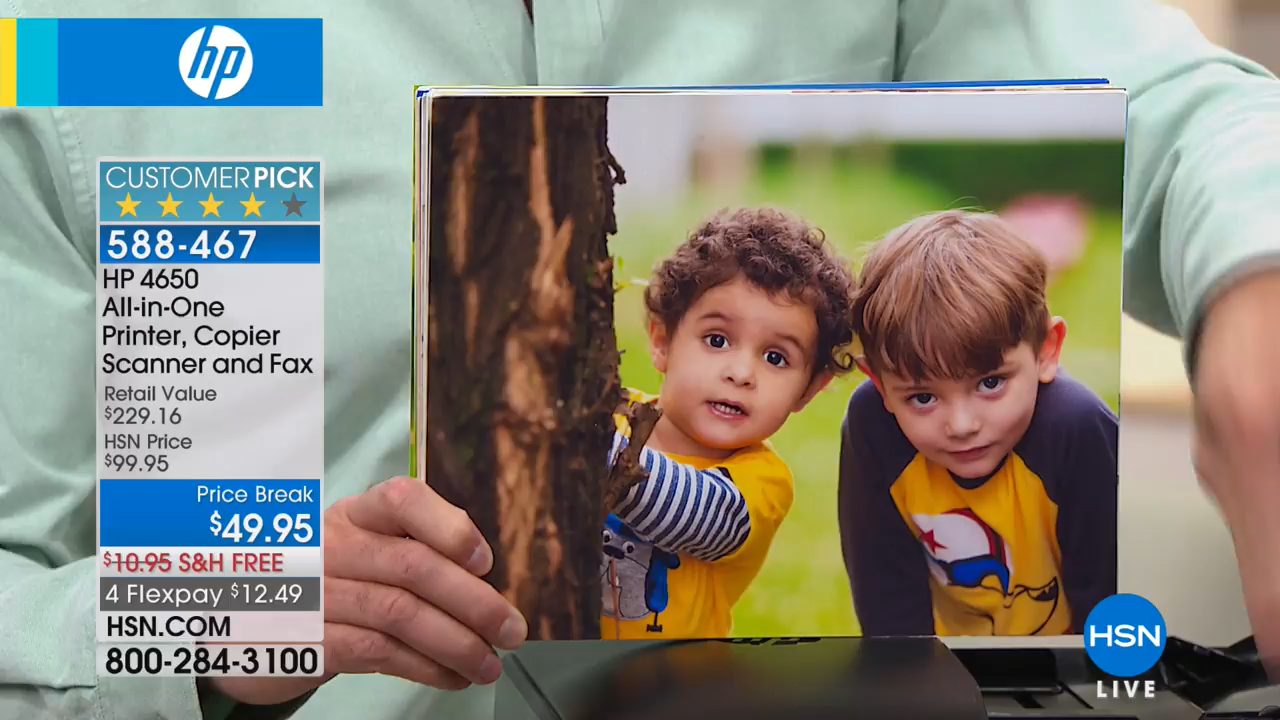 hp
CUSTOMER PICK
588-467
HP 4650
All-in-One
Printer, Copier
Scanner and Fax
Retail Value
$229.16
HSN Price
$99.95
Price Break
$49.95
$10.95 S&H FREE
4 Flexpay $12.49
HSN.COM
800-284-3100
hp
HSN
LIVE